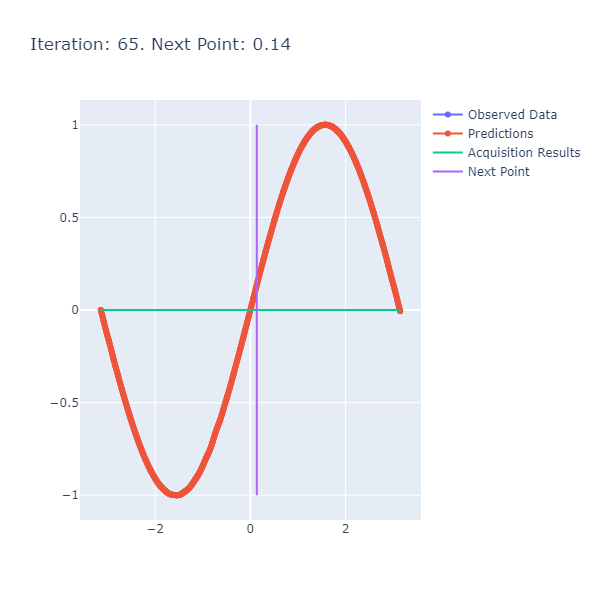 Iteration: 65. Next Point: 0.14
Observed Data
Predictions
Acquisition Results
Next Point
1
0.5
0
−0.5
−1
−2
0
2